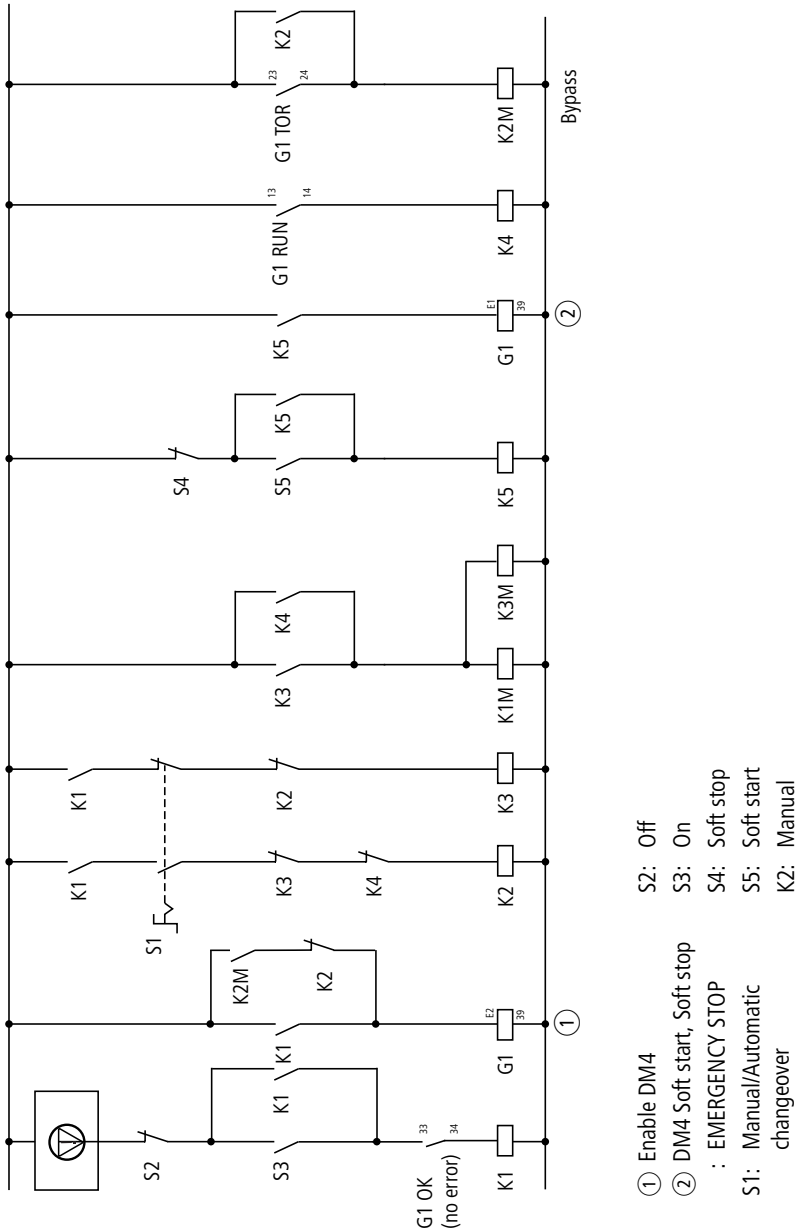 S2
S3
K1
G1 OK
(no error)
33
34
K1
K1
K2M
K2
E2
39
G1
①
S1
K1
K3
K4
K2
K1
K2
K3
K3
K4
K1M
K3M
S4
S5
K5
K5
K5
E1
39
G1
②
G1 RUN
13
14
K4
G1 TOR
23
24
K2
K2M
Bypass
① Enable DM4
② DM4 Soft start, Soft stop
: EMERGENCY STOP
S1: Manual/Automatic
changeover
S2: Off
S3: On
S4: Soft stop
S5: Soft start
K2: Manual